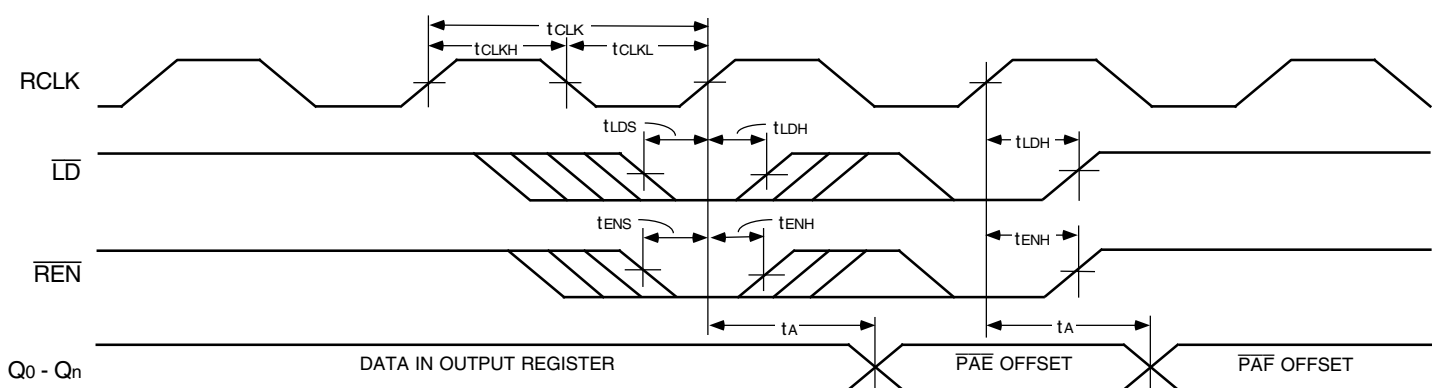 tCLK
tCLKH tCLKL
RCLK
tLDS tLDH tLDH
LD
tENS tENH tENH
REN
tA tA
Q0 - Qn DATA IN OUTPUT REGISTER PAE OFFSET PAF OFFSET